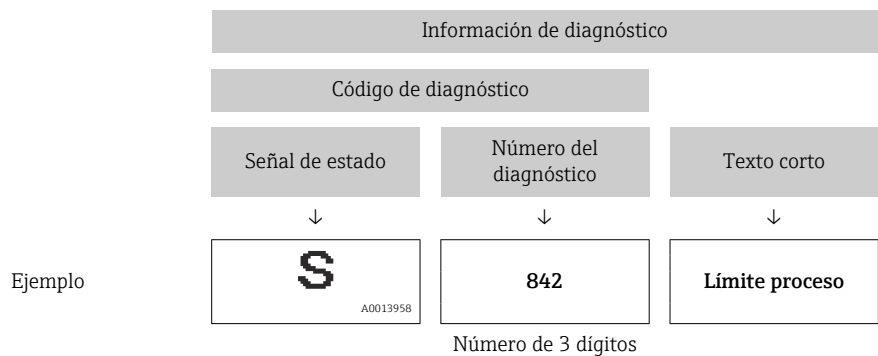 Información de diagnóstico
Código de diagnóstico
Señal de estado
Número del
diagnóstico
Texto corto
↓ ↓ ↓
Ejemplo
S
A0013958
842
Límite proceso
Número de 3 dígitos